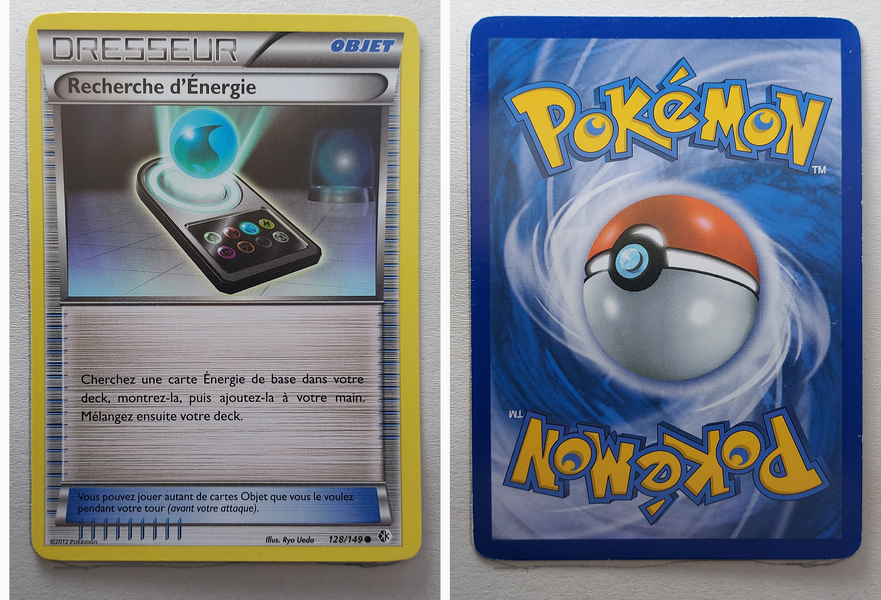 DRESSEUR
OBJET
Recherche d'Énergie
Cherchez une carte Énergie de base dans votre
deck, montrez-la, puis ajoutez-la à votre main.
Mélangez ensuite votre deck.
Vous pouvez jouer autant de cartes Objet que vous le voulez
pendant votre tour (avant votre attaque).
©2012 Pokémon
Illus. Ryo Ueda
128/149
POKéMON
TM
TM
POKéMON